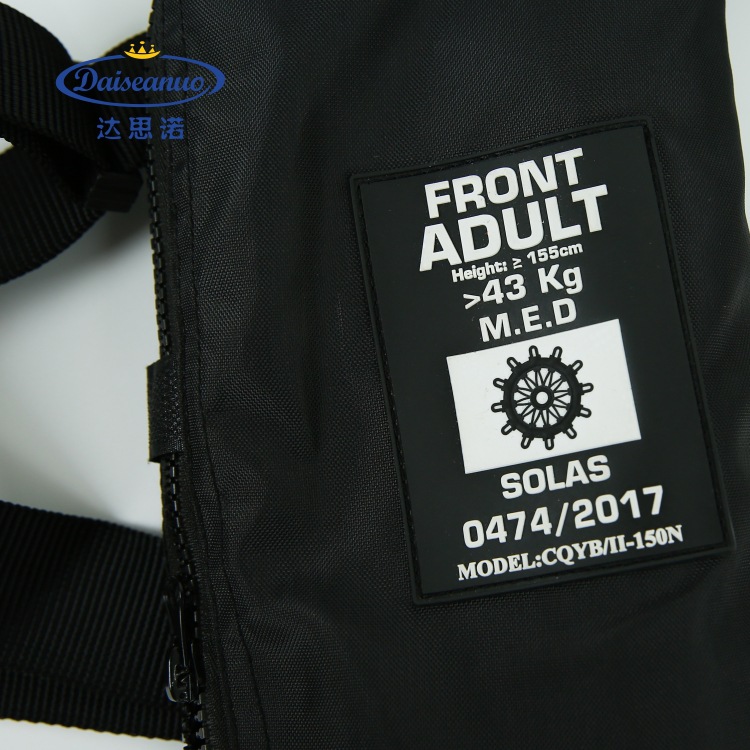 Daiseanuo
达思诺
FRONT
ADULT
Height: ≥ 155cm
>43 Kg
M.E.D
SOLAS
0474/2017
MODEL:CQYB/II-150N